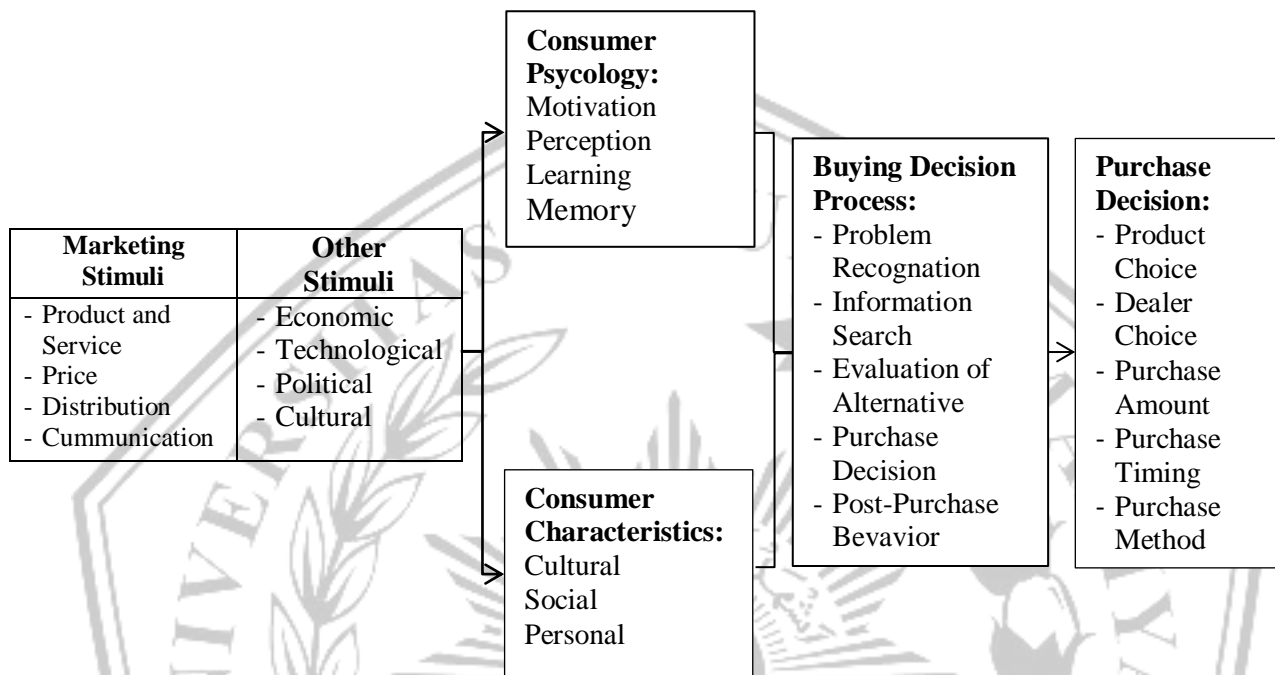 Marketing
Stimuli
- Product and
Service
- Price
- Distribution
- Cummunication
Other
Stimuli
- Economic
- Technological
- Political
- Cultural
Consumer
Psycology:
Motivation
Perception
Learning
Memory
Consumer
Characteristics:
Cultural
Social
Personal
Buying Decision
Process:
- Problem
Recognation
- Information
Search
- Evaluation of
Alternative
- Purchase
Decision
- Post-Purchase
Bevavior
Purchase
Decision:
- Product
Choice
- Dealer
Choice
- Purchase
Amount
- Purchase
Timing
- Purchase
Method